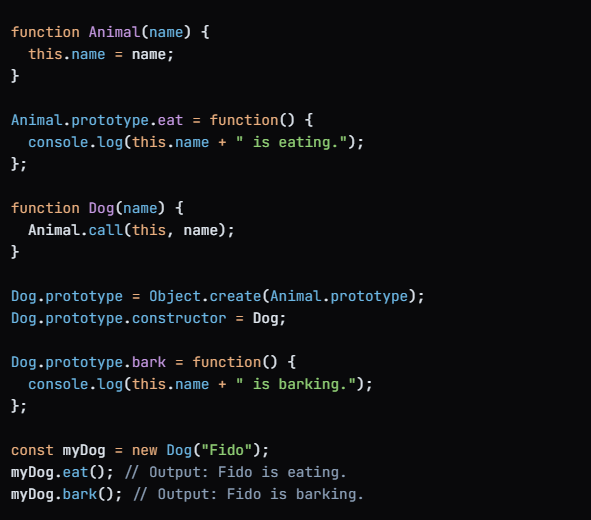 function Animal(name) {
  this.name = name;
}

Animal.prototype.eat = function() {
  console.log(this.name + " is eating.");
};

function Dog(name) {
  Animal.call(this, name);
}

Dog.prototype = Object.create(Animal.prototype);
Dog.prototype.constructor = Dog;

Dog.prototype.bark = function() {
  console.log(this.name + " is barking.");
};

const myDog = new Dog("Fido");
myDog.eat(); // Output: Fido is eating.
myDog.bark(); // Output: Fido is barking.